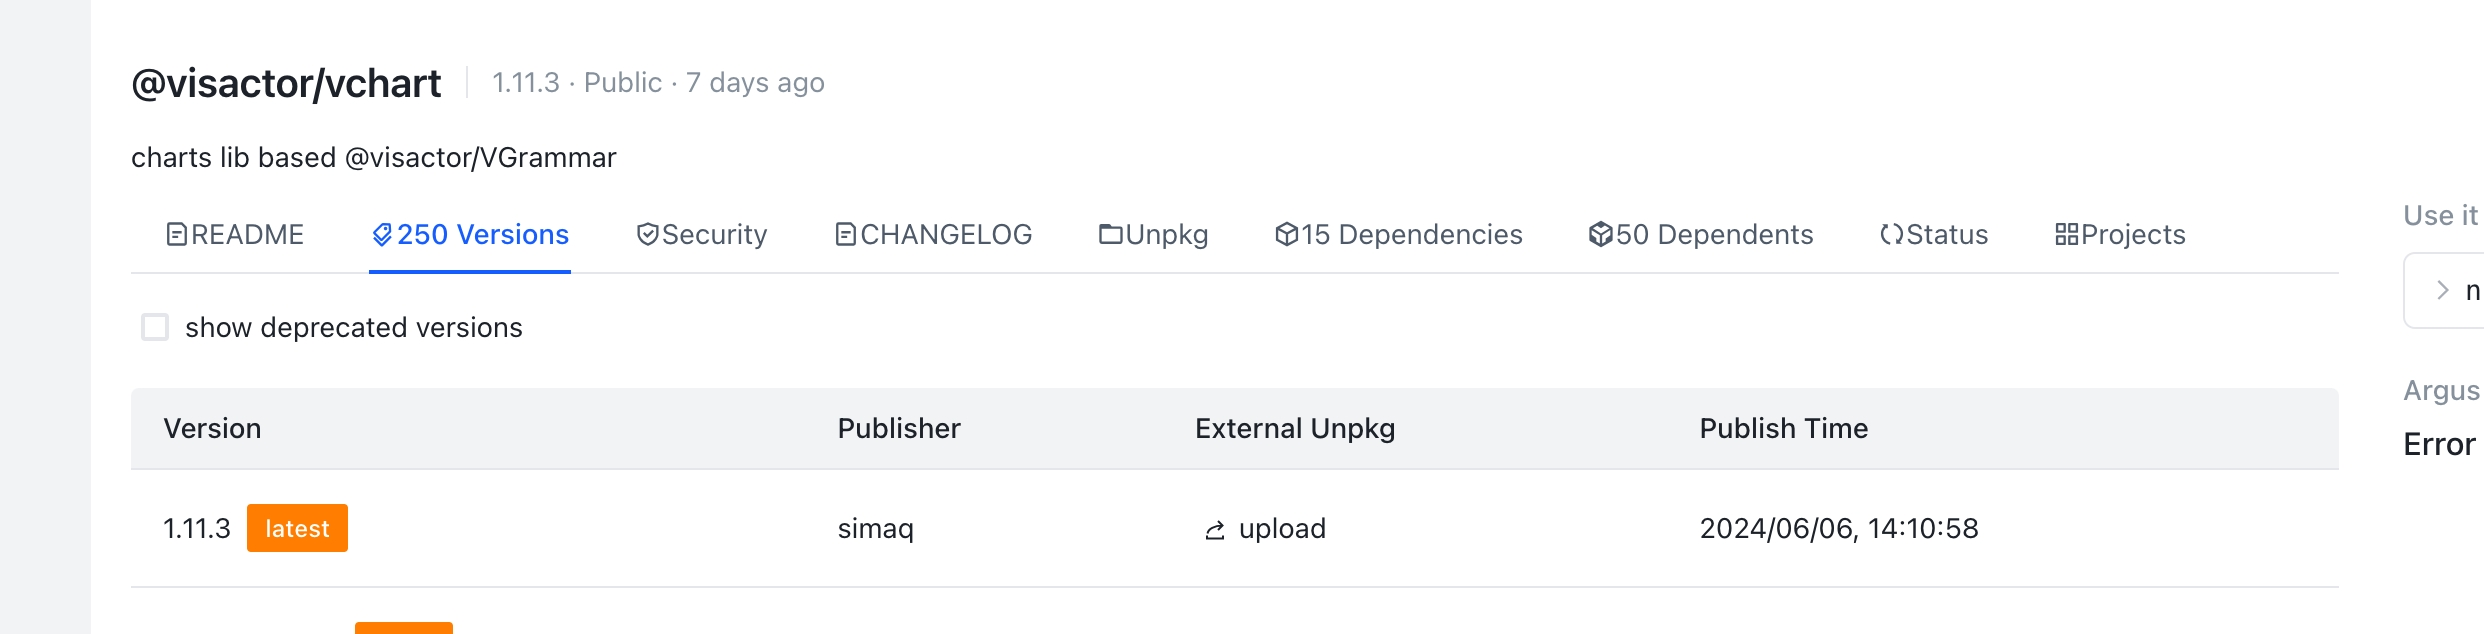 @visactor/vchart 1.11.3 · Public · 7 days ago
charts lib based @visactor/VGrammar
README 250 Versions Security CHANGELOG Unpkg 15 Dependencies 50 Dependents Status Projects
show deprecated versions
Version Publisher External Unpkg Publish Time
1.11.3 latest simaq upload 2024/06/06, 14:10:58
Use it
n
Argus
Error